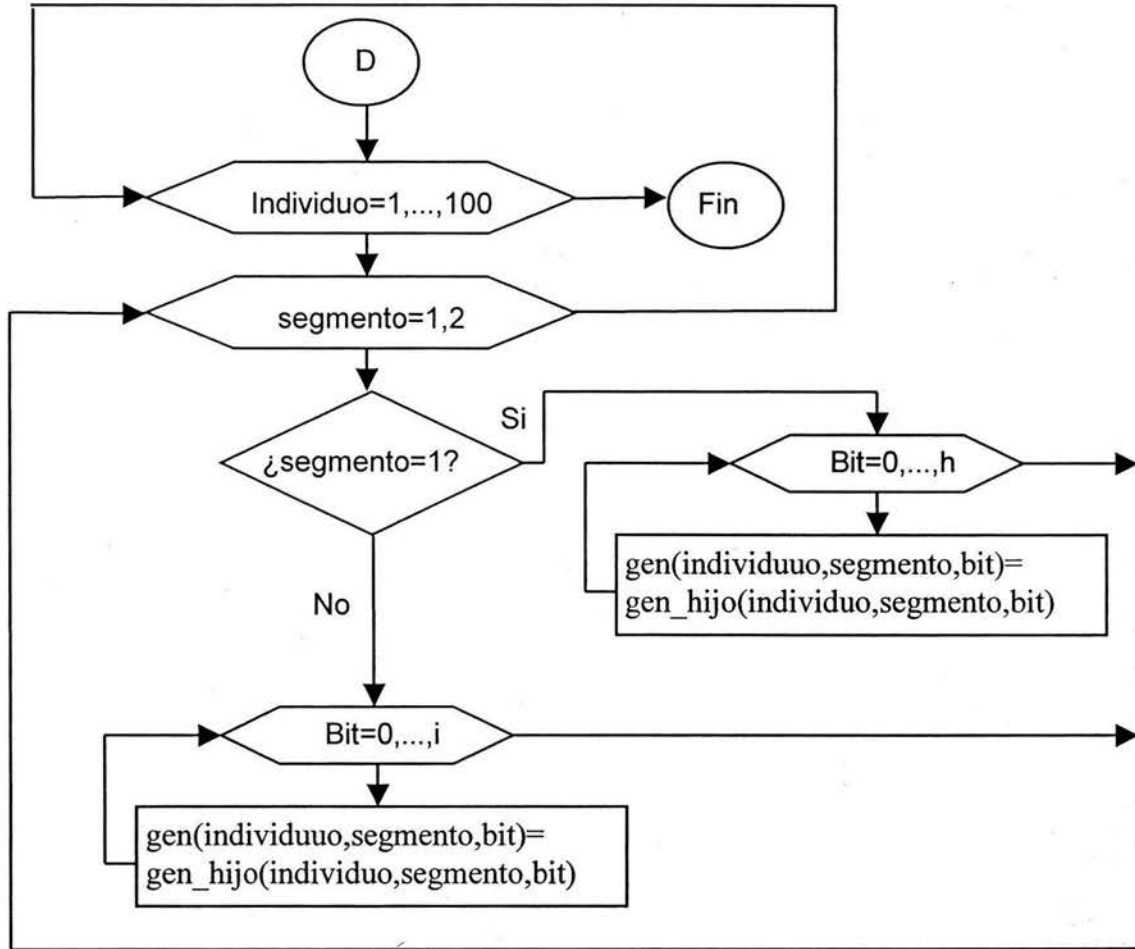 D
Individuo=1,...,100
Fin
segmento=1,2
¿segmento=1?
Si
Bit=0,...,h
gen(individuuo,segmento,bit)=
gen_hijo(individuo,segmento,bit)
No
Bit=0,...,i
gen(individuuo,segmento,bit)=
gen_hijo(individuo,segmento,bit)